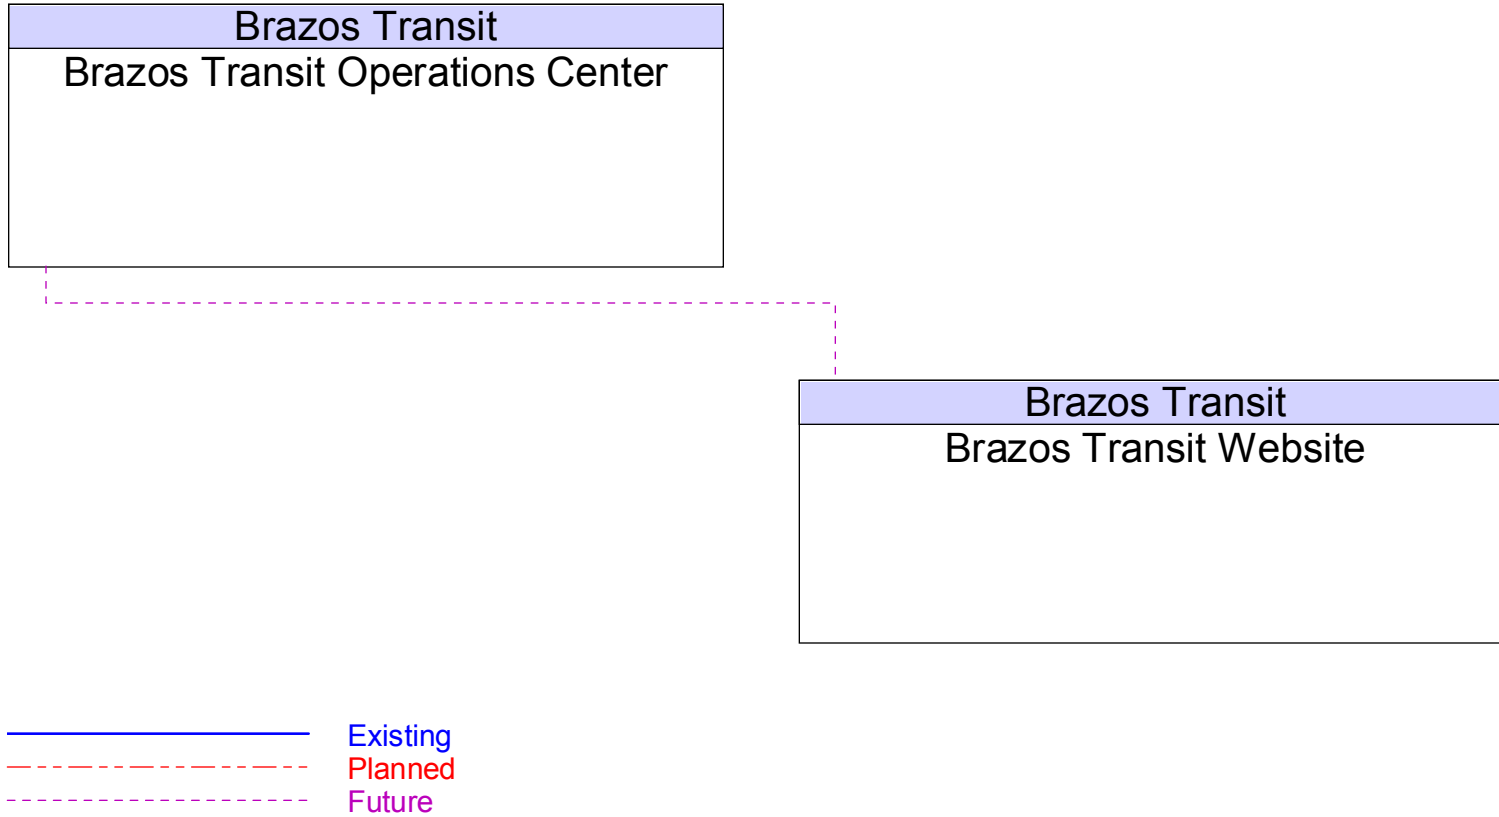 Brazos Transit
Brazos Transit Operations Center
Brazos Transit
Brazos Transit Website
Existing
Planned
Future